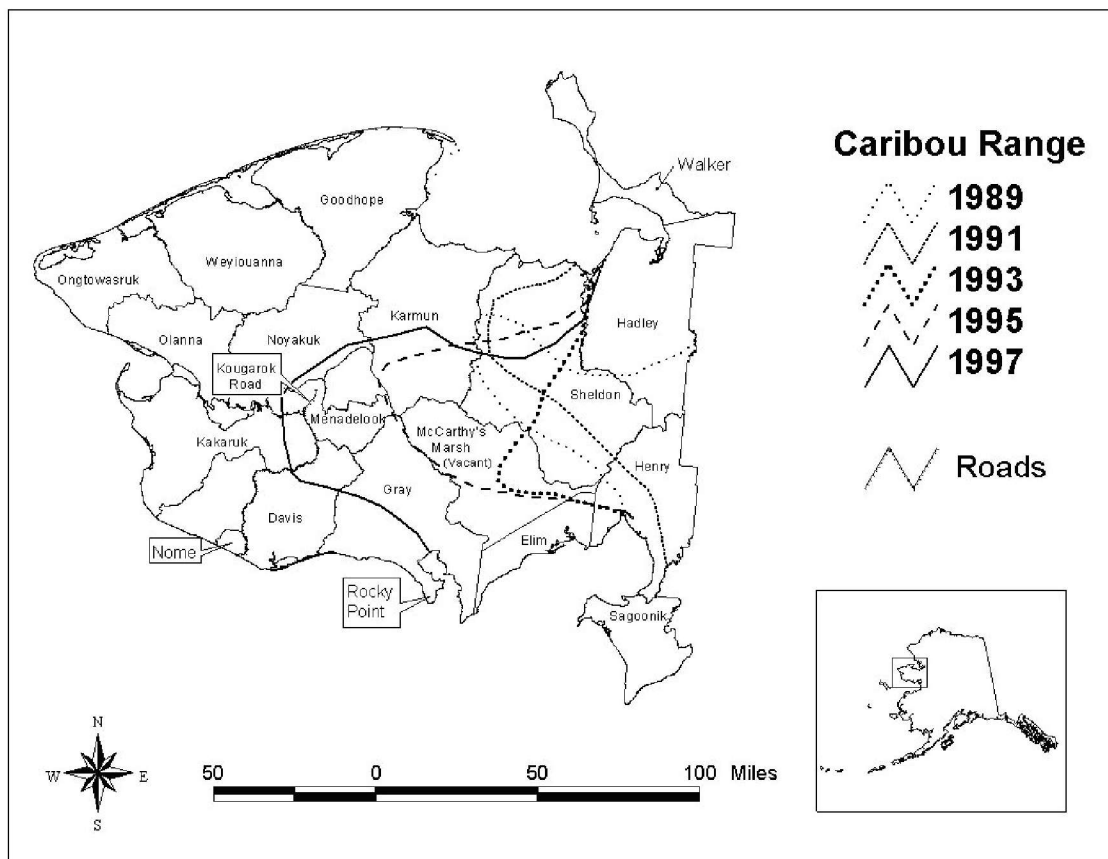 Walker
Goodhope
Weyiouanna
Ongtowasruk
Karmun
Hadley
Olanna
Noyakuk
Kougarok
Road
Sheldon
Menadelook
McCarthy's
Marsh
(Vacant)
Kakaruk
Henry
Gray
Davis
Elim
Nome
Rocky
Point
Sagoonik
Caribou Range
1989
1991
1993
1995
1997
Roads
N
W E
S
50 0 50 100 Miles